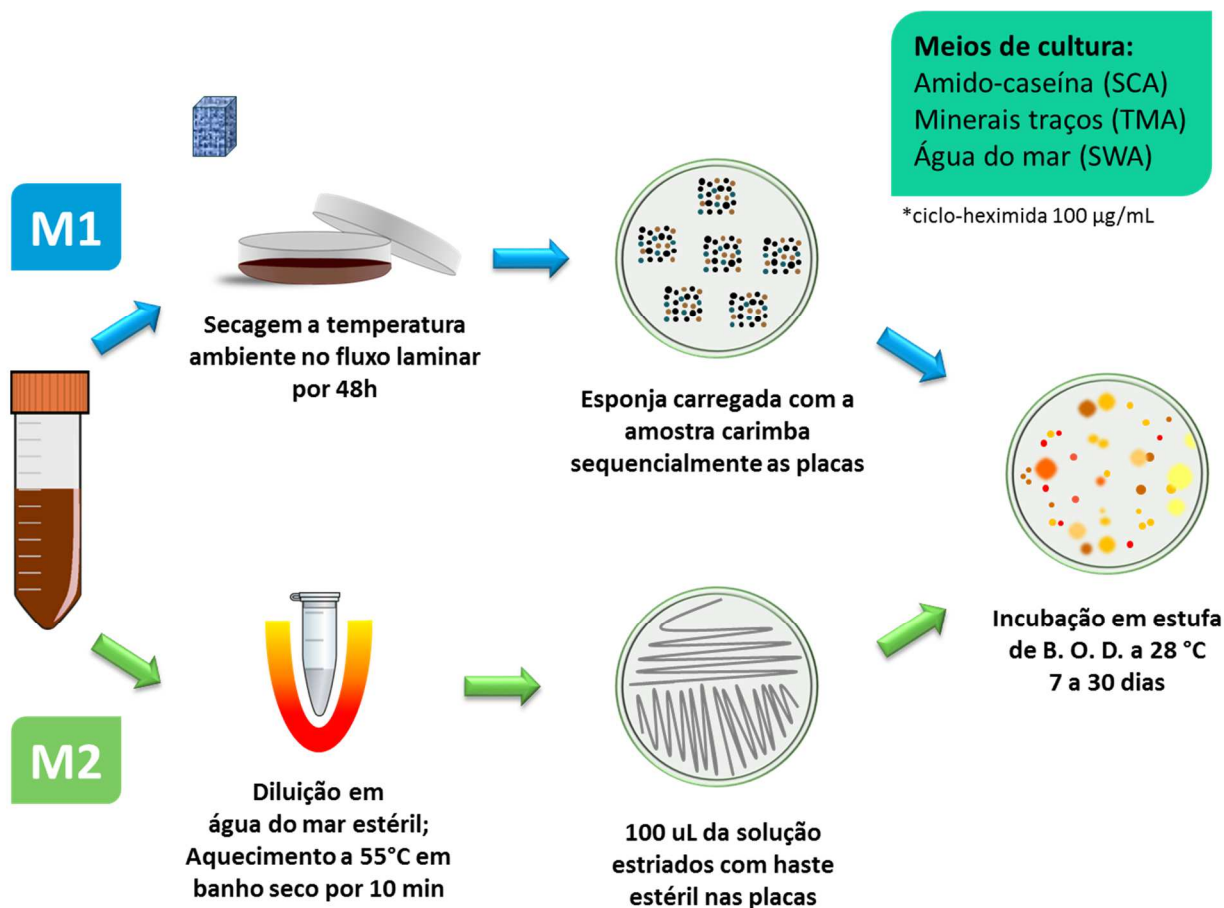 Meios de cultura:
Amido-caseína (SCA)
Minerais traços (TMA)
Água do mar (SWA)
*ciclo-heximida 100 µg/mL
M1
Secagem a temperatura
ambiente no fluxo laminar
por 48h
Esponja carregada com a
amostra carimba
sequencialmente as placas
Incubação em estufa
de B. O. D. a 28 °C
7 a 30 dias
M2
Diluição em
água do mar estéril;
Aquecimento a 55°C em
banho seco por 10 min
100 uL da solução
estriados com haste
estéril nas placas